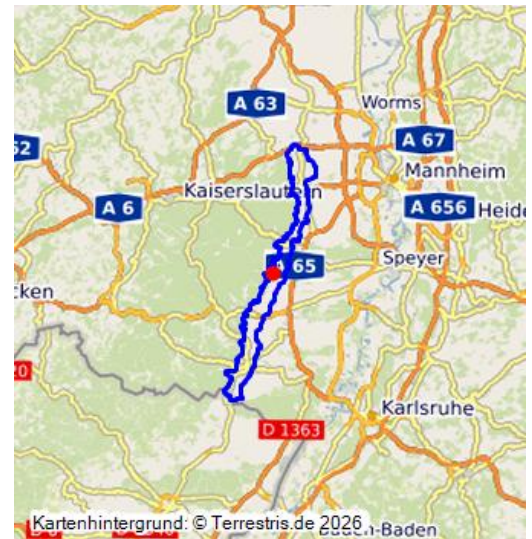 A 63
Worms
62
A 67
Mannheim
Kaiserslautern
A 6
A 656
Heide
A 65
Speyer
cken
20
Karlsruhe
D 1363
Kartenhintergrund: © Terrestris.de 2026
Baden-Baden